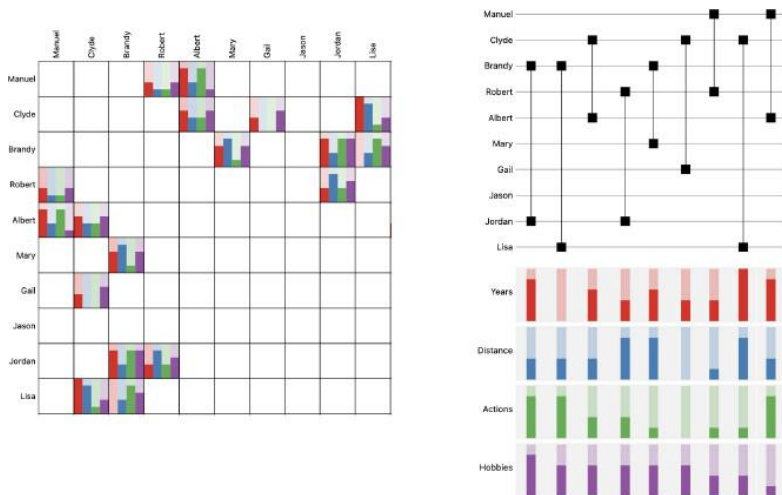 Manuel
Clyde
Brandy
Robert
Albert
Mary
Gail
Jason
Jordan
Lisa
Manuel
Clyde
Brandy
Robert
Albert
Mary
Gail
Jason
Jordan
Lisa
Manuel
Clyde
Brandy
Robert
Albert
Mary
Gail
Jason
Jordan
Lisa
Years
Distance
Actions
Hobbies